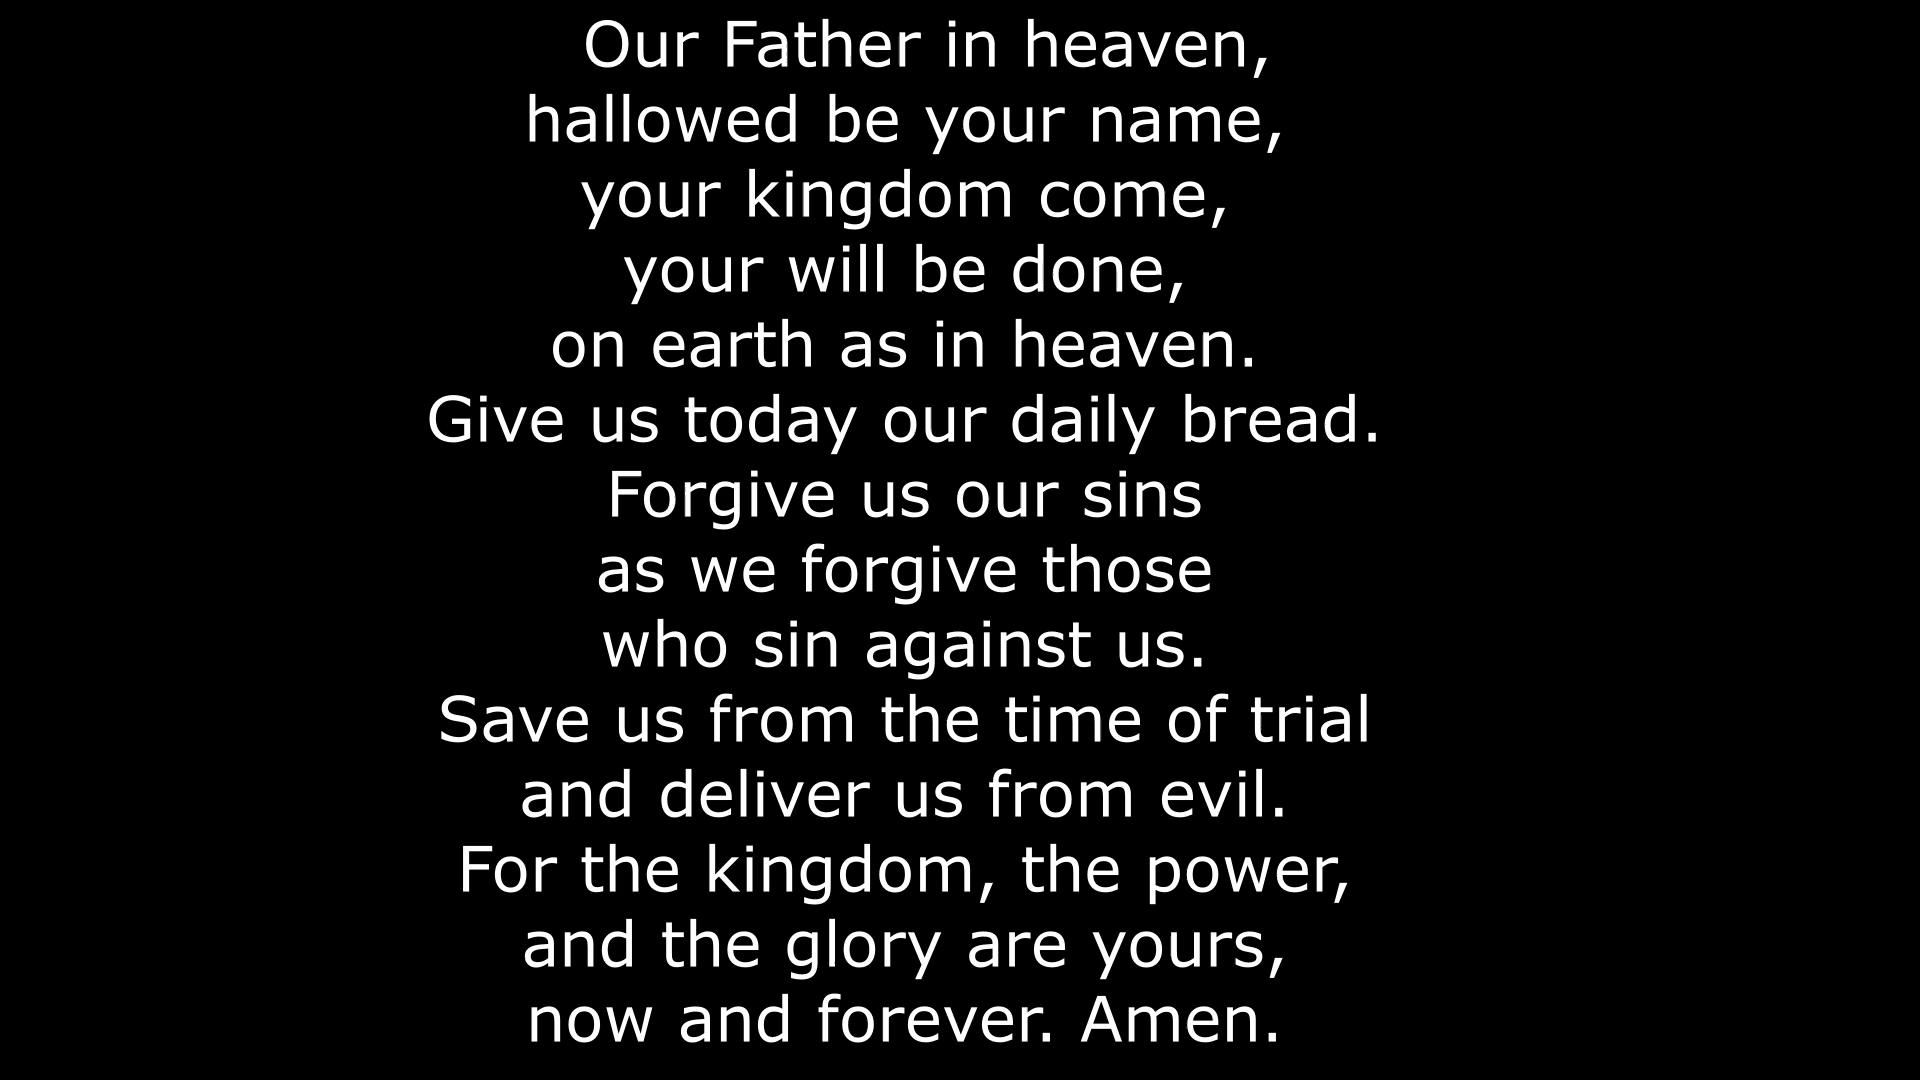 Our Father in heaven,
hallowed be your name,
your kingdom come,
your will be done,
on earth as in heaven.
Give us today our daily bread.
Forgive us our sins
as we forgive those
who sin against us.
Save us from the time of trial
and deliver us from evil.
For the kingdom, the power,
and the glory are yours,
now and forever. Amen.